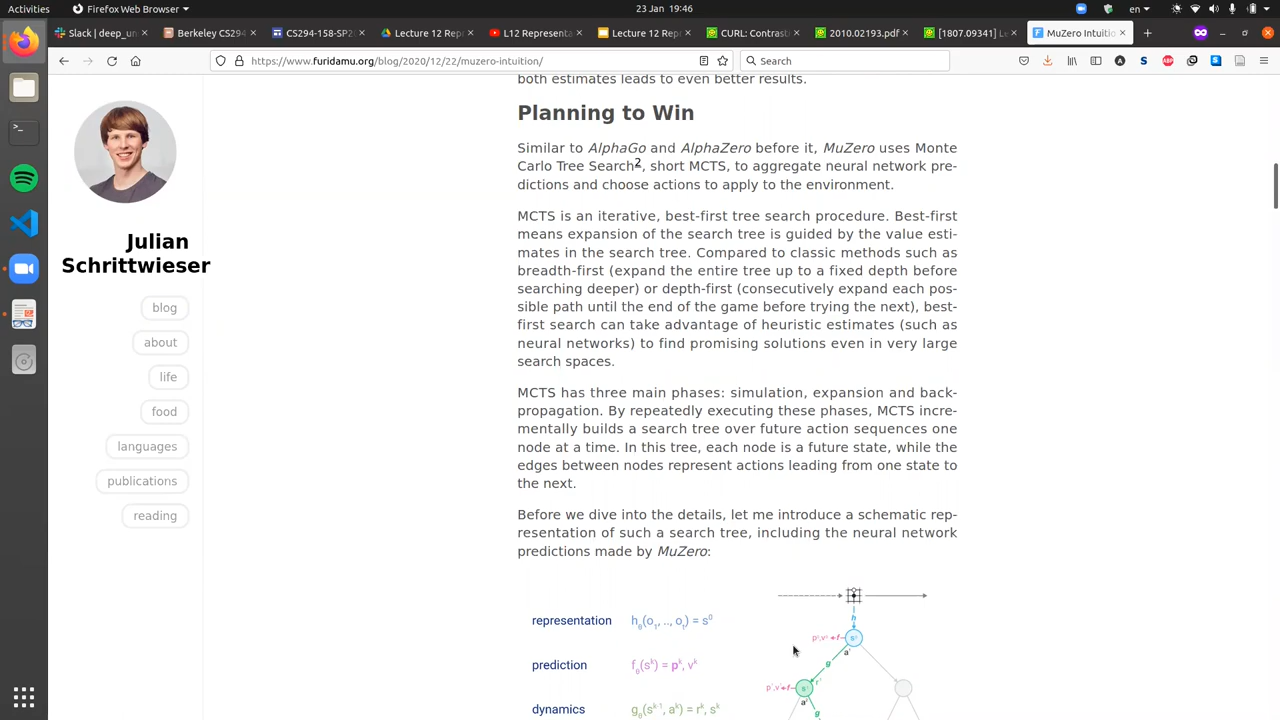 Activities
Firefox Web Browser
23 Jan 19:46
en
Slack | deep_un
Berkeley CS294
CS294-158-SP2
Lecture 12 Rep
L12 Representa
Lecture 12 Repr
CURL: Contrast
2010.02193.pdf
[1807.09341] Le
MuZero Intuitio
https://www.furidamu.org/blog/2020/12/22/muzero-intuition/
Search
Julian
Schrittwieser
blog
about
life
food
languages
publications
reading
both estimates leads to even better results.
Planning to Win
Similar to AlphaGo and AlphaZero before it, MuZero uses Monte
Carlo Tree Search2, short MCTS, to aggregate neural network pre-
dictions and choose actions to apply to the environment.
MCTS is an iterative, best-first tree search procedure. Best-first
means expansion of the search tree is guided by the value esti-
mates in the search tree. Compared to classic methods such as
breadth-first (expand the entire tree up to a fixed depth before
searching deeper) or depth-first (consecutively expand each pos-
sible path until the end of the game before trying the next), best-
first search can take advantage of heuristic estimates (such as
neural networks) to find promising solutions even in very large
search spaces.
MCTS has three main phases: simulation, expansion and back-
propagation. By repeatedly executing these phases, MCTS incre-
mentally builds a search tree over future action sequences one
node at a time. In this tree, each node is a future state, while the
edges between nodes represent actions leading from one state to
the next.
Before we dive into the details, let me introduce a schematic rep-
resentation of such a search tree, including the neural network
predictions made by MuZero:
representation
prediction
dynamics